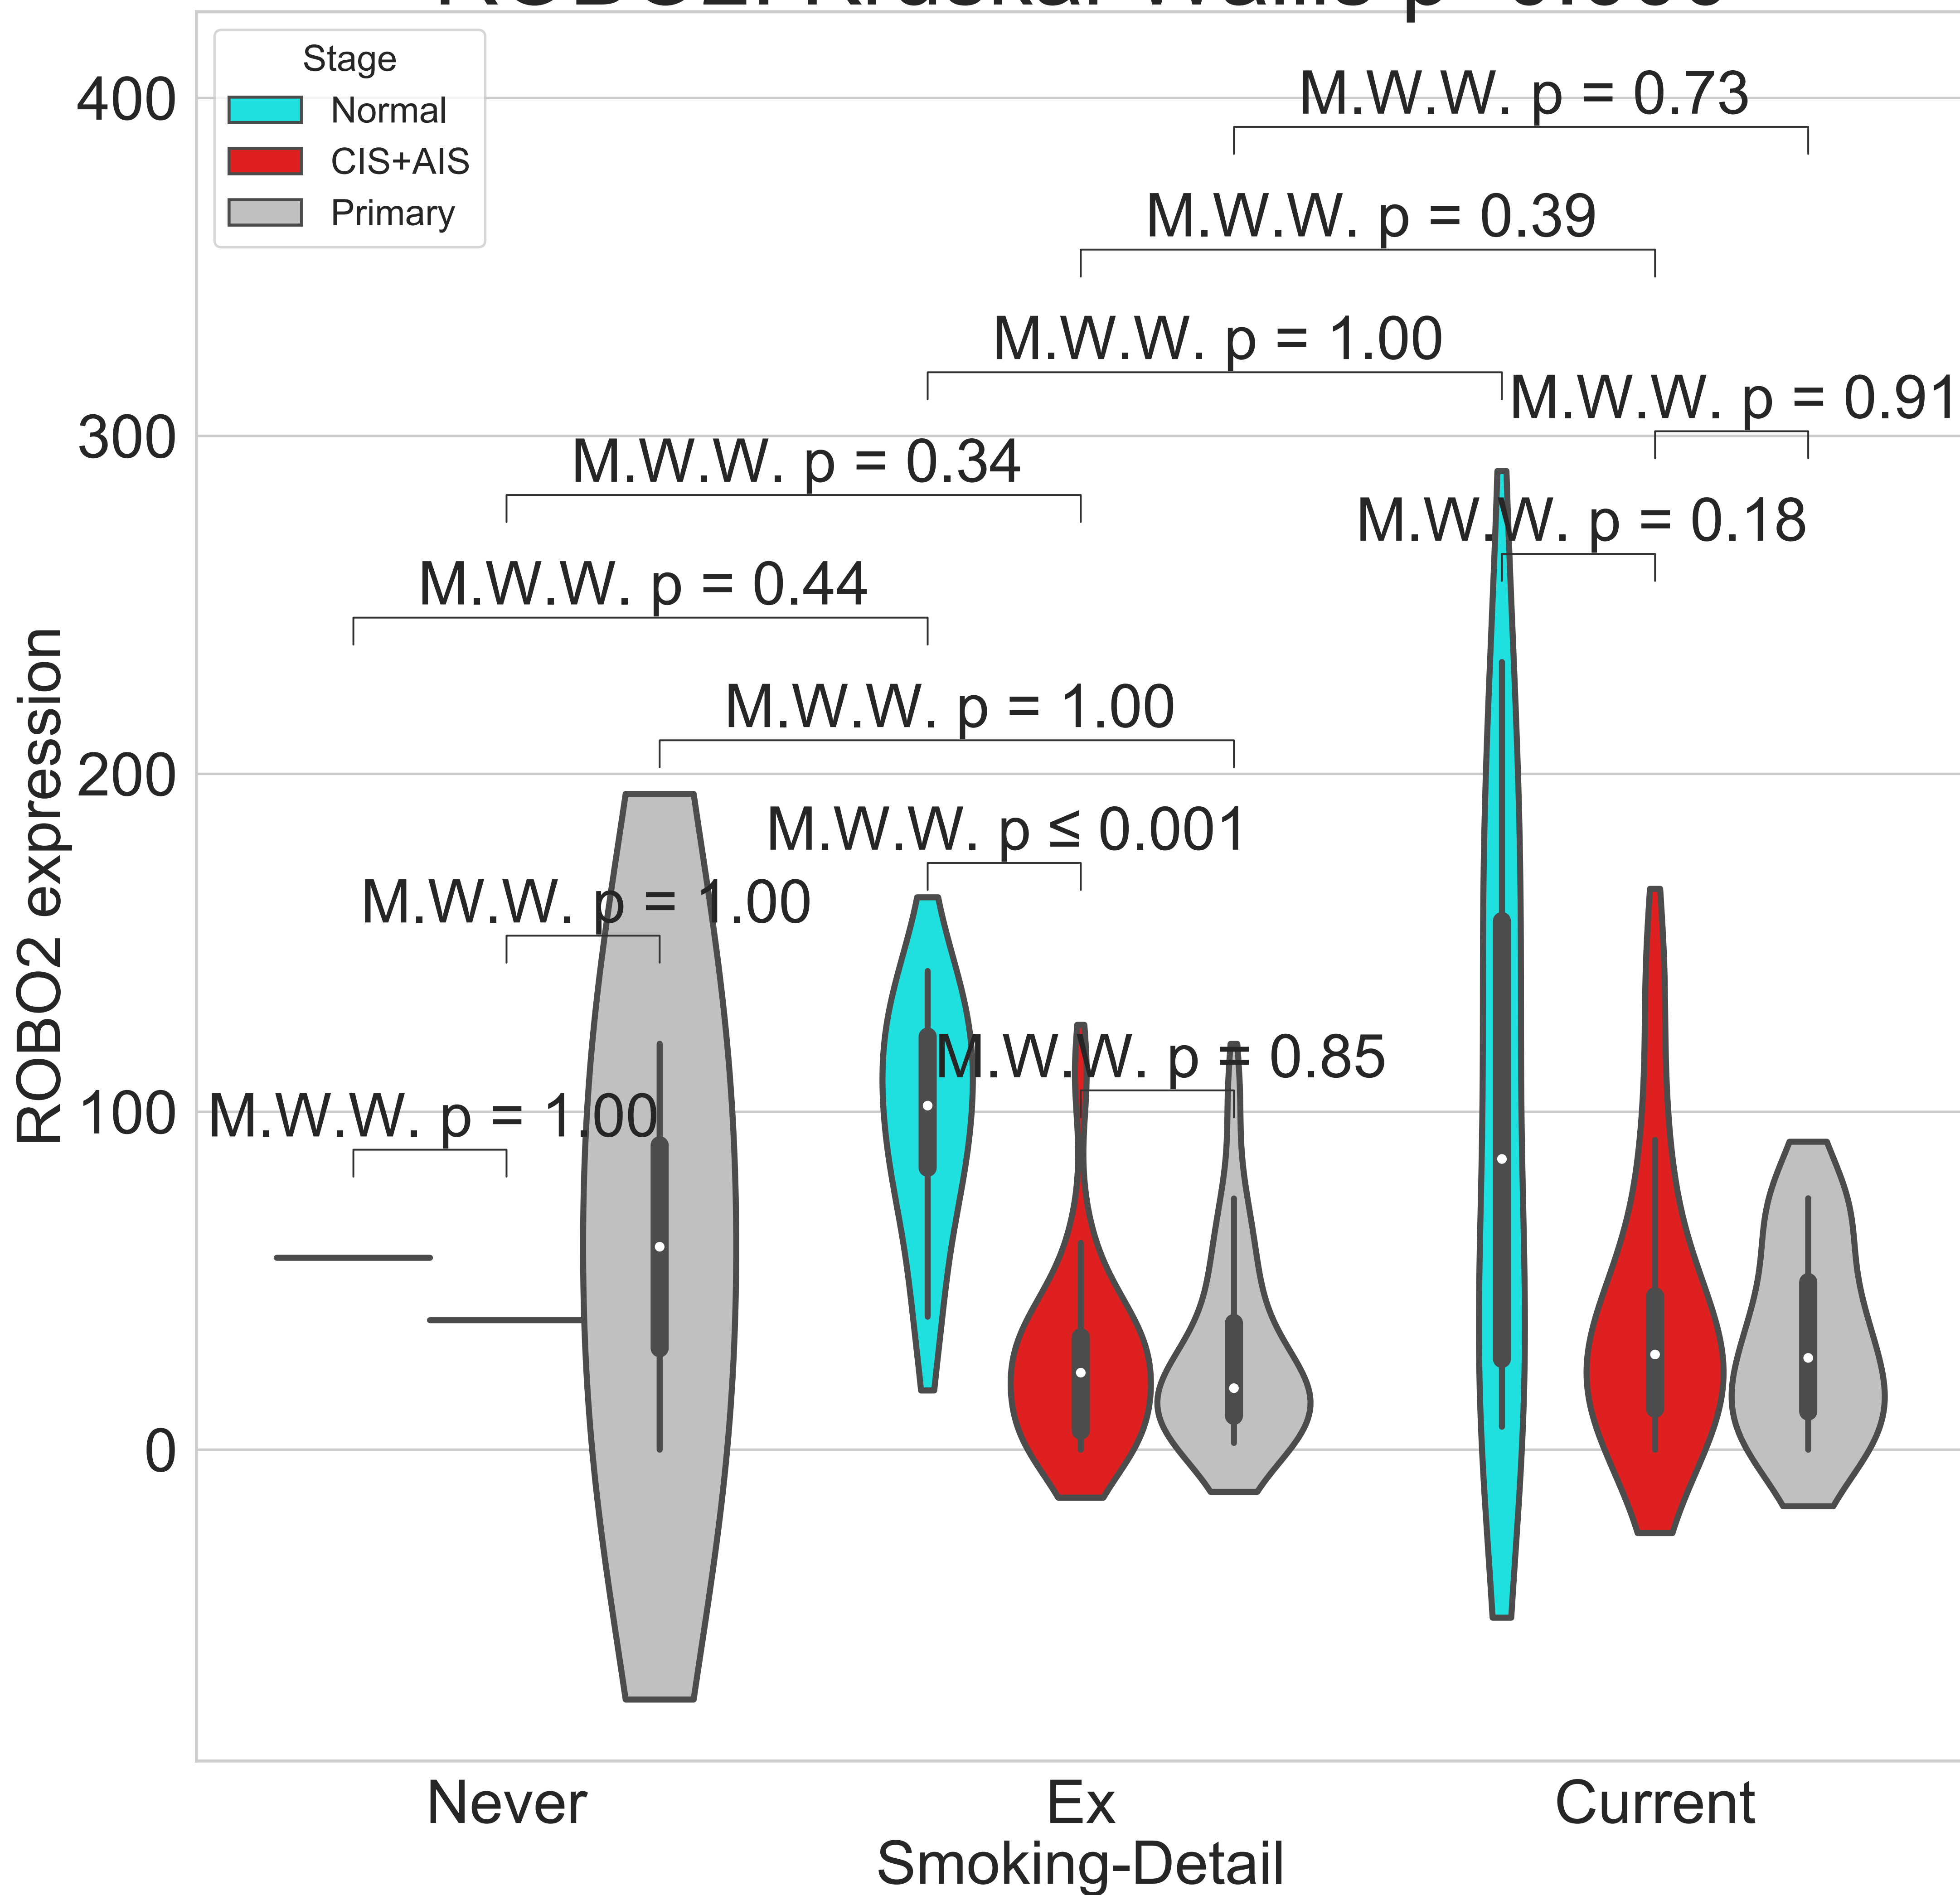 Stage
Normal
CIS+AIS
Primary
400
300
200
100
0
ROBO2 expression
M.W.W. p = 0.73
M.W.W. p = 0.39
M.W.W. p = 1.00
M.W.W. p = 0.91
M.W.W. p = 0.34
M.W.W. p = 0.18
M.W.W. p = 0.44
M.W.W. p = 1.00
M.W.W. p ≤ 0.001
M.W.W. p = 1.00
M.W.W. p = 0.85
M.W.W. p = 1.00
Never
Ex
Current
Smoking-Detail